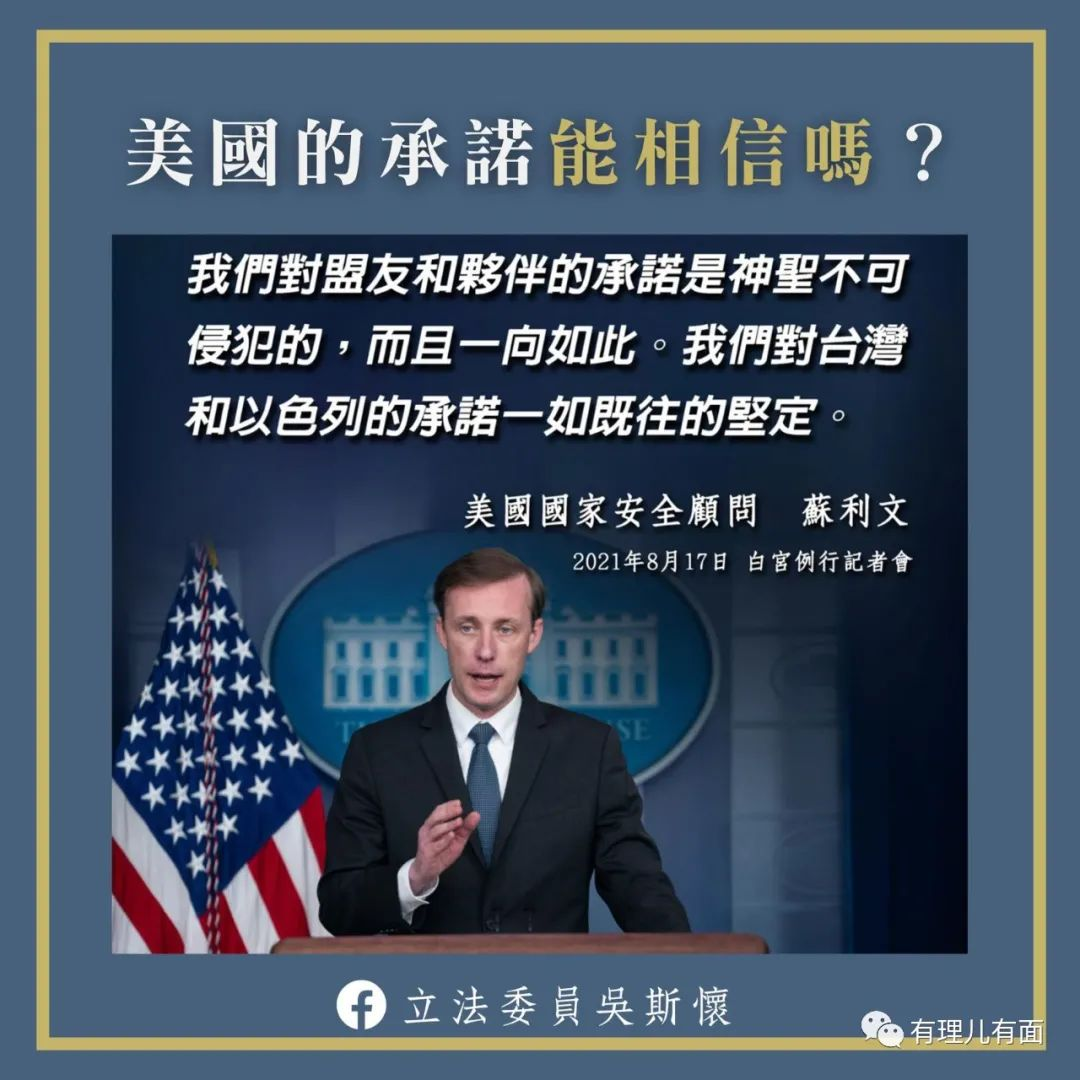 美國的承諾能相信嗎？
我們對盟友和夥伴的承諾是神聖不可
侵犯的，而且一向如此。我們對台灣
和以色列的承諾一如既往的堅定。
美國國家安全顧問　蘇利文
2021年8月17日 白宮例行記者會
立法委員吳斯懷
有理儿有面